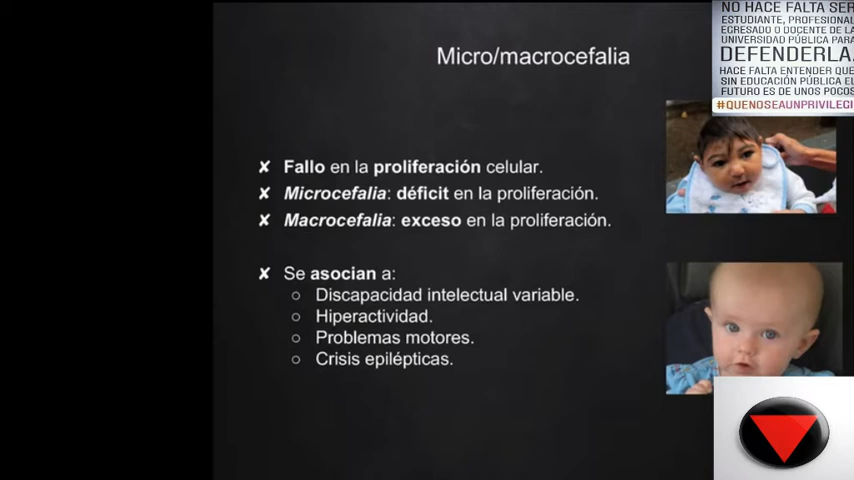 Micro/macrocefalia
✘ Fallo en la proliferación celular.
✘ Microcefalia: déficit en la proliferación.
✘ Macrocefalia: exceso en la proliferación.
✘ Se asocian a:
○ Discapacidad intelectual variable.
○ Hiperactividad.
○ Problemas motores.
○ Crisis epilépticas.
NO HACE FALTA SER
ESTUDIANTE, PROFESIONAL
EGRESADO O DOCENTE DE LA
UNIVERSIDAD PÚBLICA PARA
DEFENDERLA.
HACE FALTA ENTENDER QUE
SIN EDUCACIÓN PÚBLICA EL
FUTURO ES DE UNOS POCOS
#QUENOSEAUNPRIVILEGI